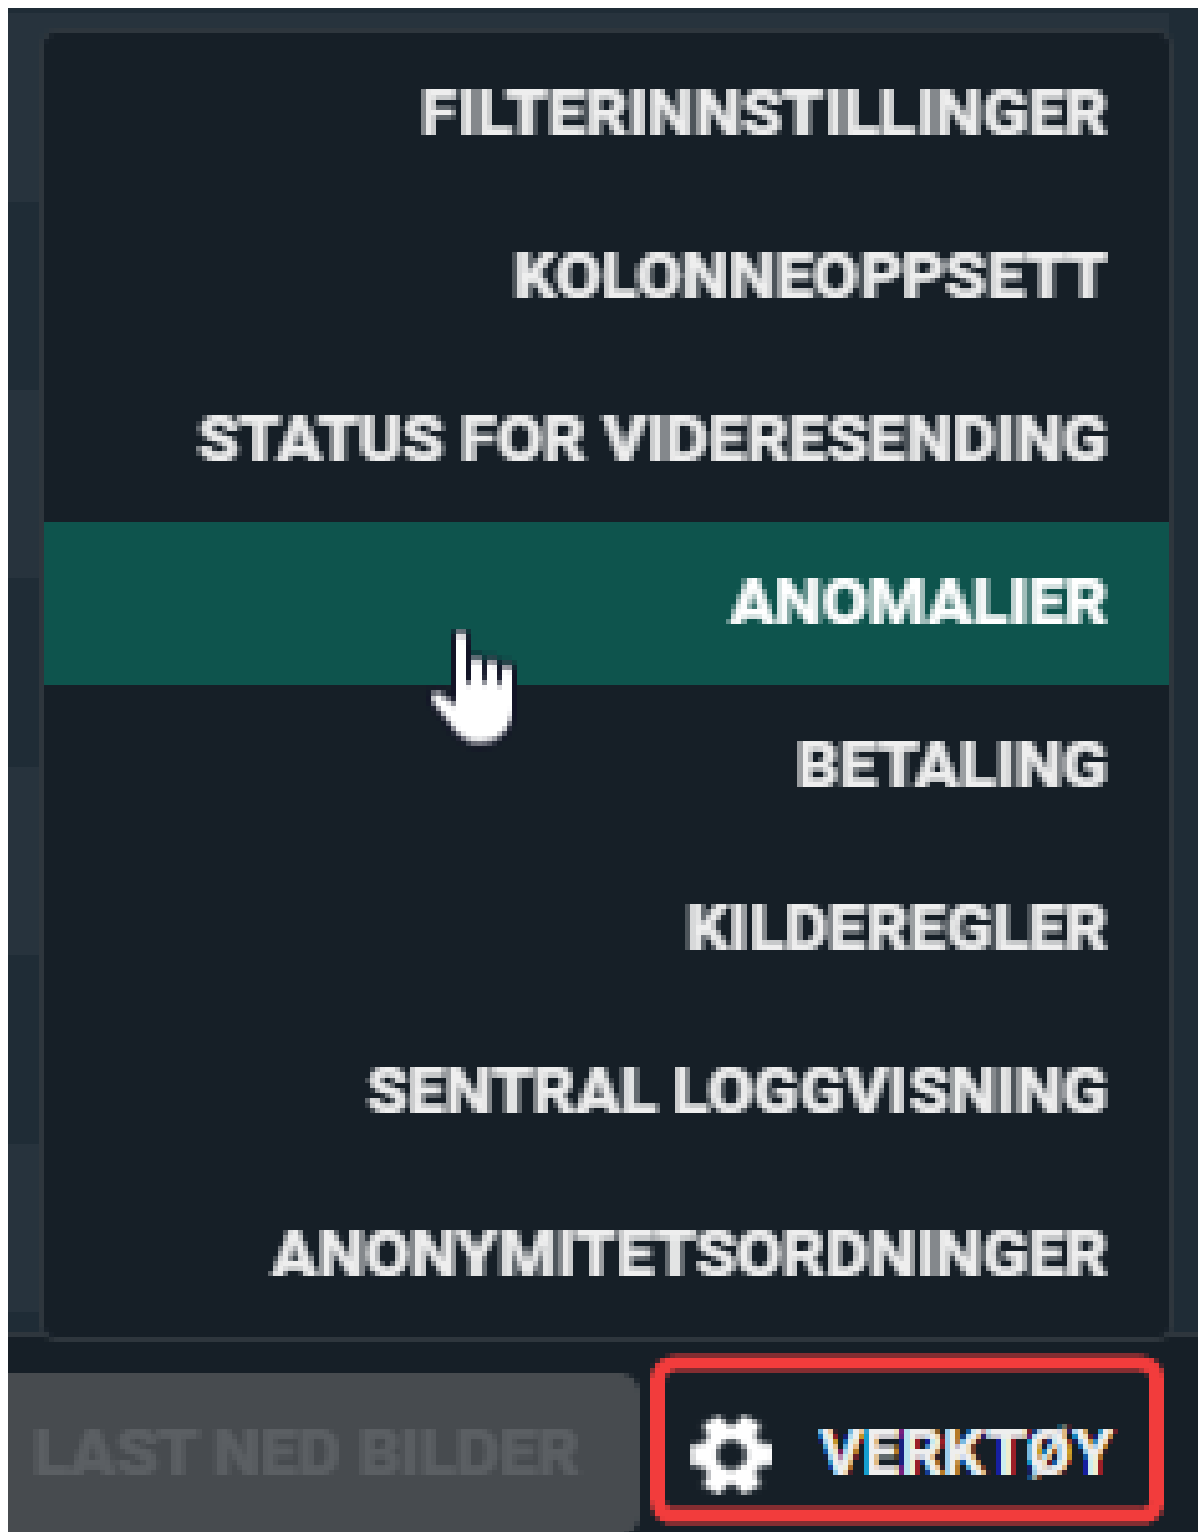 FILTERINNSTILLINGER
KOLONNEOPPSETT
STATUS FOR VIDERESENDING
ANOMALIER
BETALING
KILDEREGLER
SENTRAL LOGGVISNING
ANONYMITETSORDNINGER
LAST NED BILDER
VERKTØY